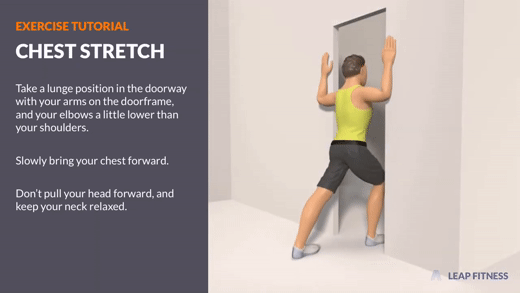 EXERCISE TUTORIAL
CHEST STRETCH
Take a lunge position in the doorway
with your arms on the doorframe,
and your elbows a little lower than
your shoulders.
Slowly bring your chest forward.
Don't pull your head forward, and
keep your neck relaxed.
LEAP FITNESS